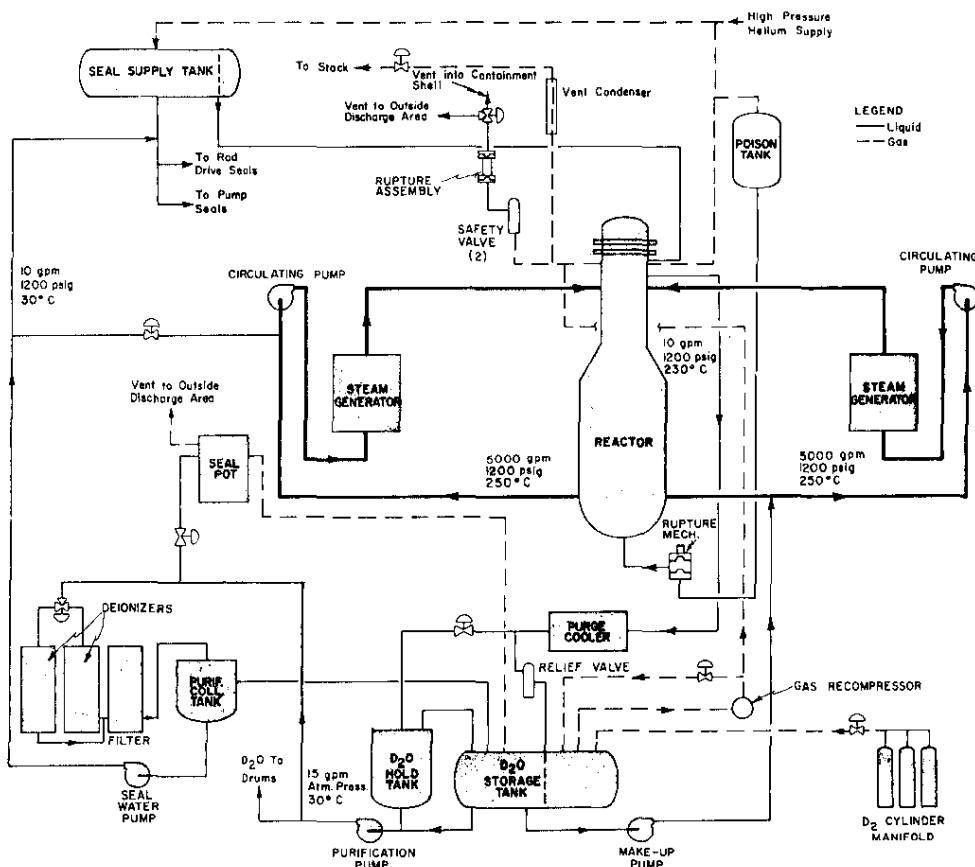 High Pressure
Helium Supply
SEAL SUPPLY TANK
To Stack
Vent into Containment
Shell
Vent to Outside
Discharge Area
Vent Condenser
LEGEND
Liquid
Gas
POISON
TANK
To Rod
Drive Seals
RUPTURE
ASSEMBLY
To Pump
Seals
SAFETY
VALVE
(2)
10 gpm
1200 psig
30° C
CIRCULATING PUMP
CIRCULATING
PUMP
10 gpm
1200 psig
230° C
STEAM
GENERATOR
STEAM
GENERATOR
Vent to Outside
Discharge Area
REACTOR
SEAL
POT
5000 gpm
1200 psig
250° C
5000 gpm
1200 psig
250° C
RUPTURE
MECH.
DEIONIZERS
PURGE
COOLER
RELIEF VALVE
PURIF.
COLL.
TANK
GAS RECOMPRESSOR
FILTER
D2O To
Drums
15 gpm
Atm. Press.
30° C
D2O
HOLD
TANK
D2O
STORAGE
TANK
SEAL
WATER
PUMP
D2 CYLINDER
MANIFOLD
PURIFICATION
PUMP
MAKE-UP
PUMP